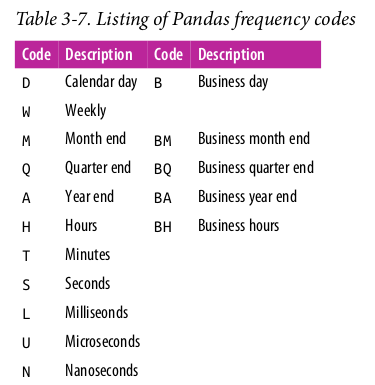 Table 3-7. Listing of Pandas frequency codes
Code Description Code Description
D Calendar day B Business day
W Weekly
M Month end BM Business month end
Q Quarter end BQ Business quarter end
A Year end BA Business year end
H Hours BH Business hours
T Minutes
S Seconds
L Milliseonds
U Microseconds
N Nanoseconds